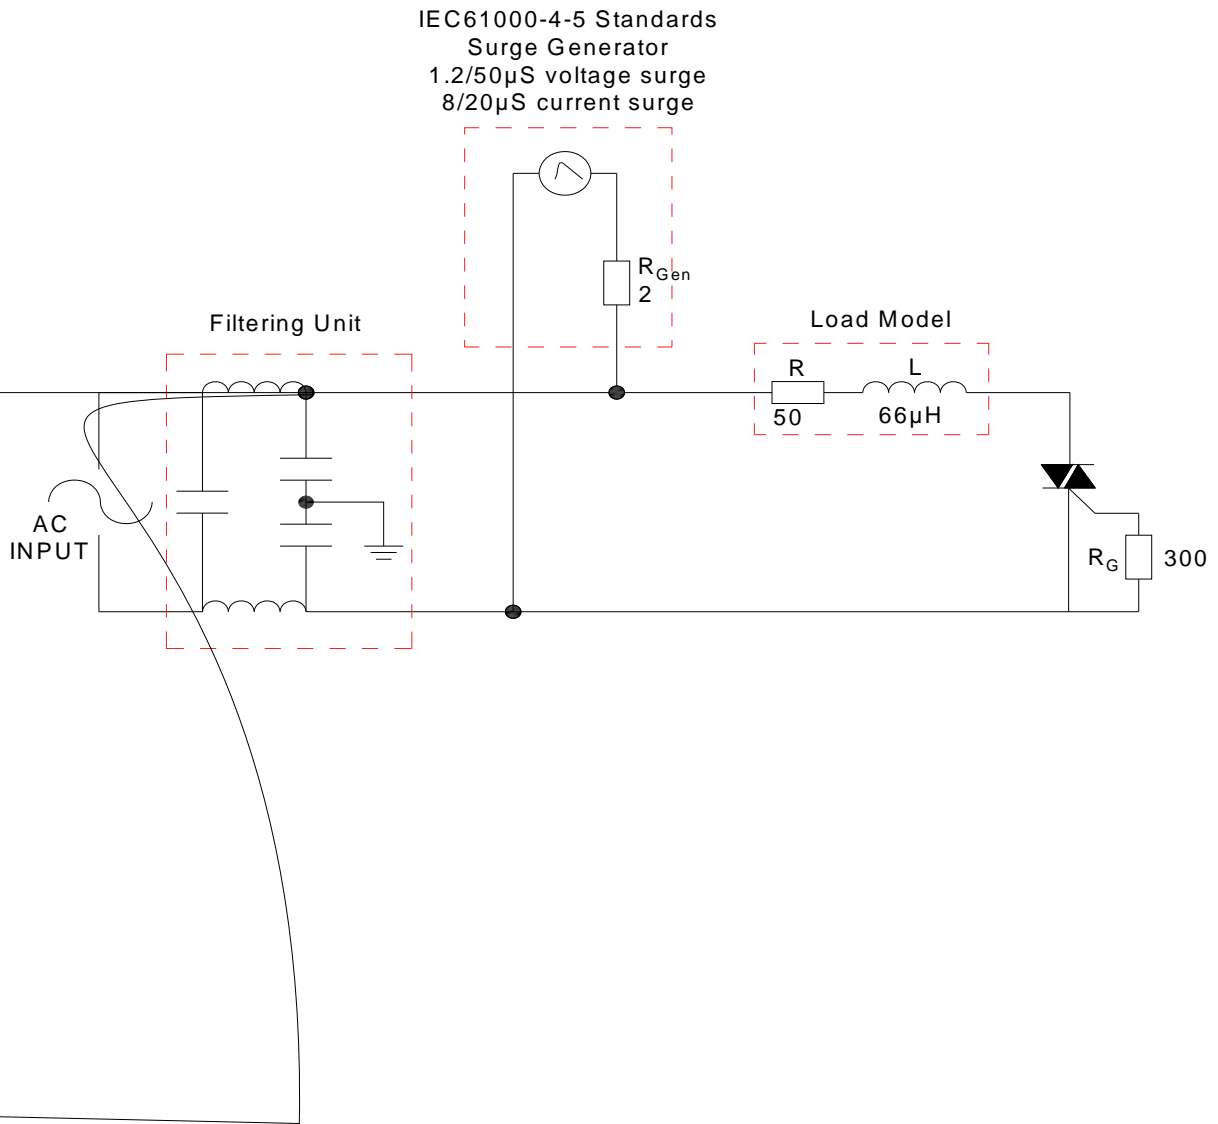 IEC61000-4-5 Standards
Surge Generator
1.2/50µS voltage surge
8/20µS current surge
RGen
2
Filtering Unit
Load Model
R
L
50
66µH
AC
INPUT
RG
300